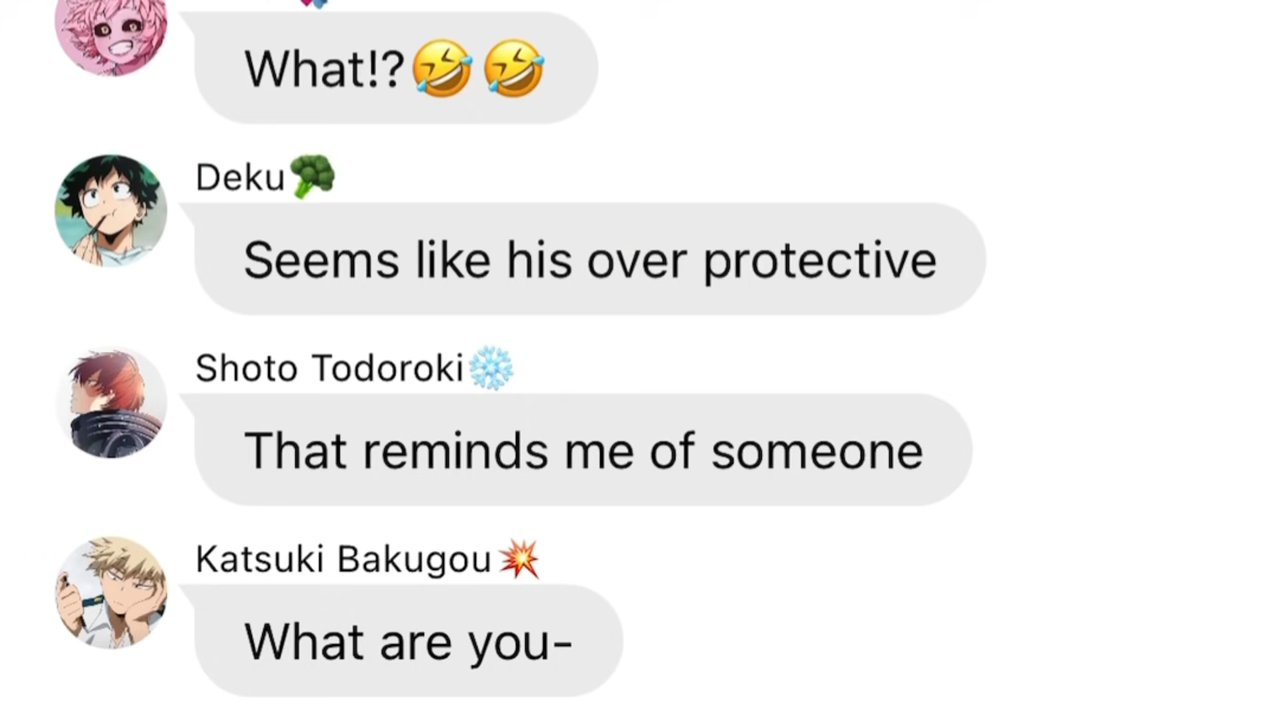 What!?🤣🤣
Deku🥦
Seems like his over protective
Shoto Todoroki❄️
That reminds me of someone
Katsuki Bakugou💥
What are you-